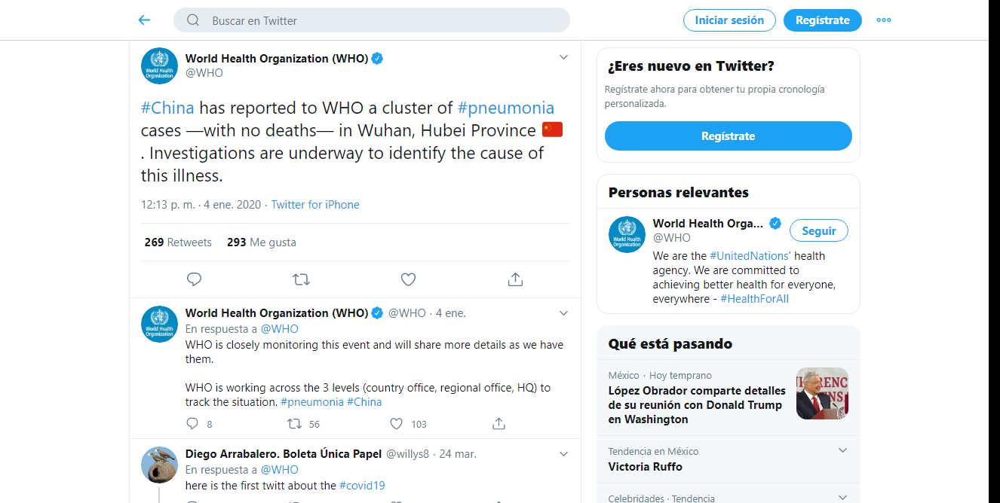 Buscar en Twitter
Iniciar sesión
Regístrate
World Health Organization (WHO)
@WHO
#China has reported to WHO a cluster of #pneumonia
cases —with no deaths— in Wuhan, Hubei Province 🇨🇳
. Investigations are underway to identify the cause of
this illness.
12:13 p. m. · 4 ene. 2020 · Twitter for iPhone
269 Retweets 293 Me gusta
World Health Organization (WHO) @WHO · 4 ene.
En respuesta a @WHO
WHO is closely monitoring this event and will share more details as we have
them.
WHO is working across the 3 levels (country office, regional office, HQ) to
track the situation. #pneumonia #China
8 56 103
Diego Arrabalero. Boleta Única Papel @willys8 · 24 mar.
En respuesta a @WHO
here is the first twitt about the #covid19
¿Eres nuevo en Twitter?
Regístrate ahora para obtener tu propia cronología
personalizada.
Regístrate
Personas relevantes
World Health Orga...
@WHO
Seguir
We are the #UnitedNations' health
agency. We are committed to
achieving better health for everyone,
everywhere - #HealthForAll
Qué está pasando
México · Hoy temprano
López Obrador comparte detalles
de su reunión con Donald Trump
en Washington
Tendencia en México
Victoria Ruffo
Celebridades · Tendencia